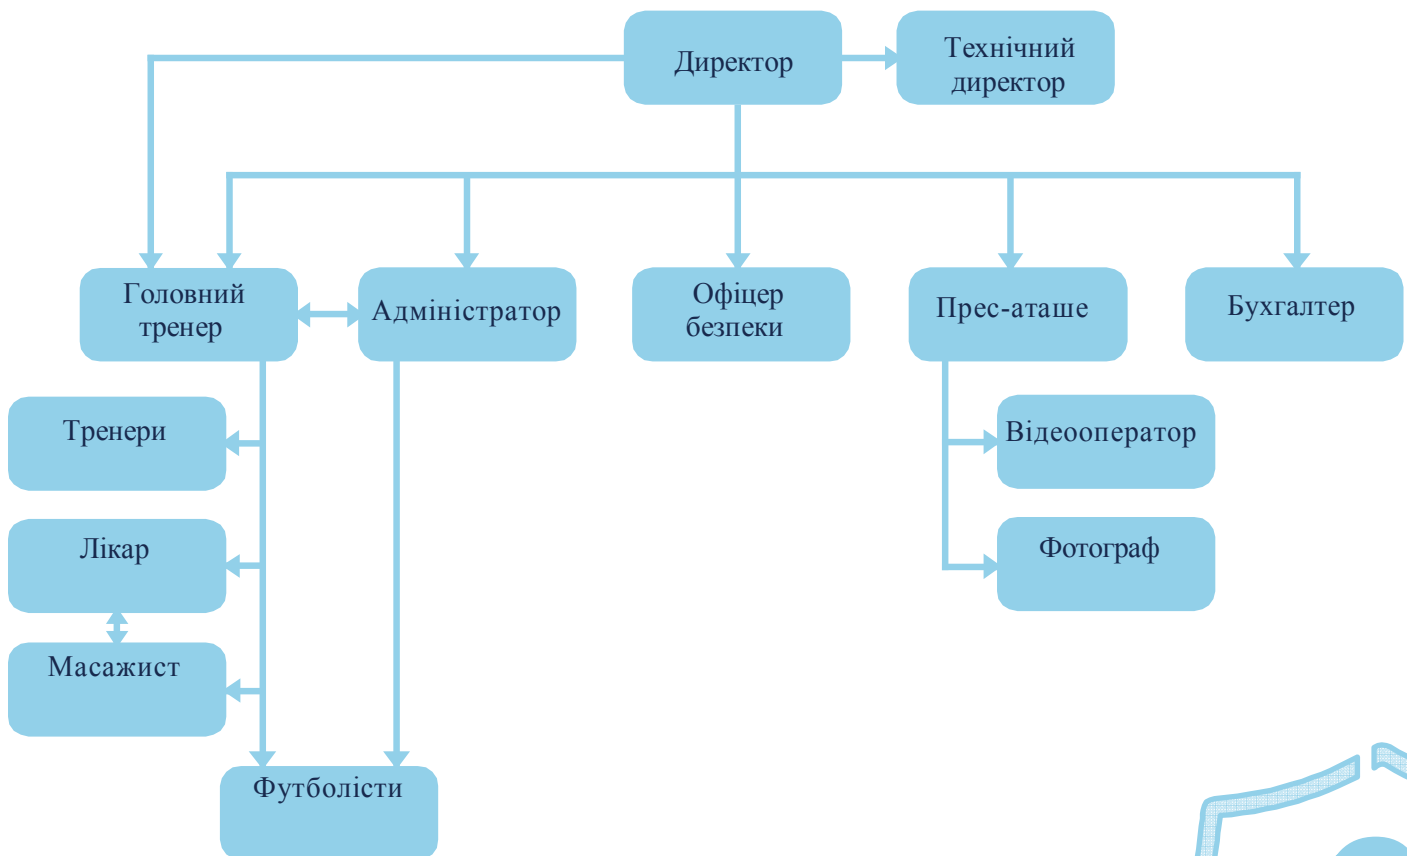 Директор
Технічний
директор
Головний
тренер
Адміністратор
Офіцер
безпеки
Прес-аташе
Бухгалтер
Тренери
Відеооператор
Лікар
Фотограф
Масажист
Футболісти